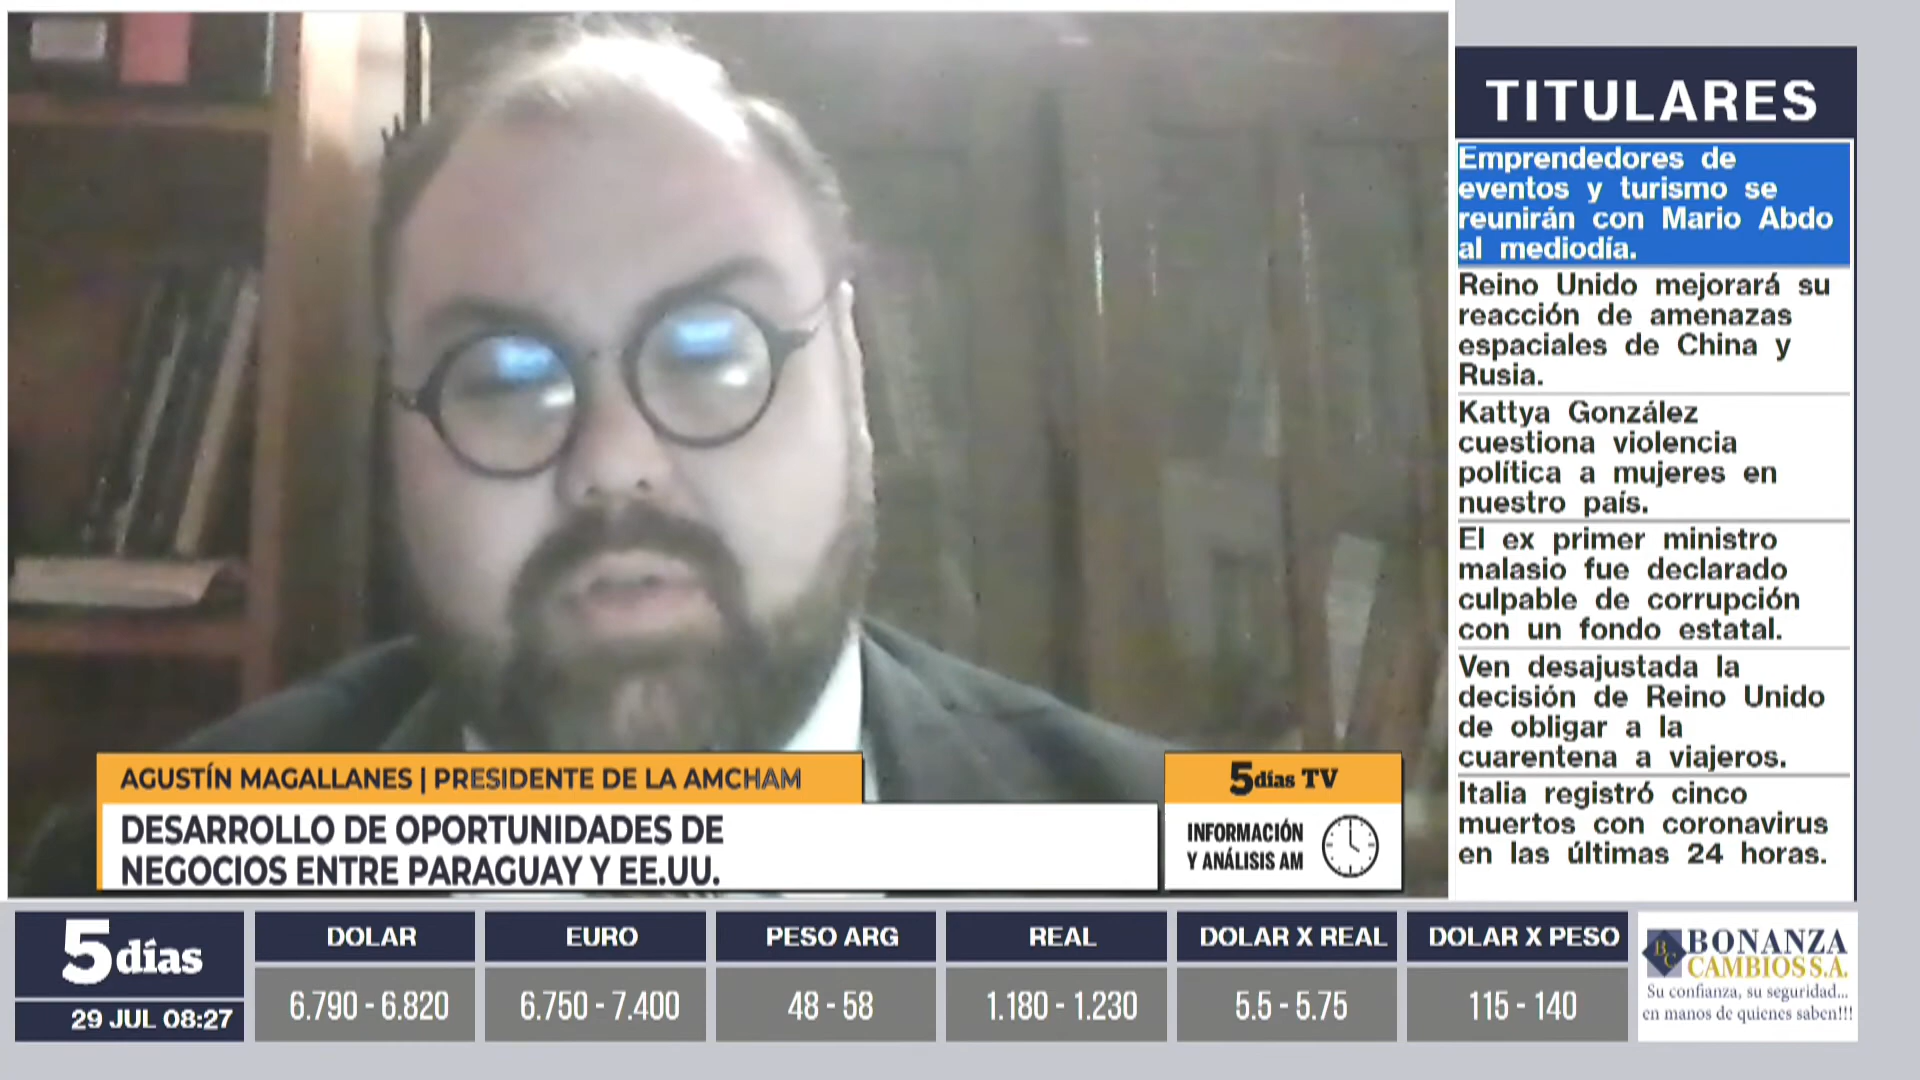 TITULARES
Emprendedores de
eventos y turismo se
reunirán con Mario Abdo
al mediodía.
Reino Unido mejorará su
reacción de amenazas
espaciales de China y
Rusia.
Kattya González
cuestiona violencia
política a mujeres en
nuestro país.
El ex primer ministro
malasio fue declarado
culpable de corrupción
con un fondo estatal.
Ven desajustada la
decisión de Reino Unido
de obligar a la
cuarentena a viajeros.
Italia registró cinco
muertos con coronavirus
en las últimas 24 horas.
AGUSTÍN MAGALLANES | PRESIDENTE DE LA AMCHAM
DESARROLLO DE OPORTUNIDADES DE
NEGOCIOS ENTRE PARAGUAY Y EE.UU.
5días TV
INFORMACIÓN
Y ANÁLISIS AM
5días
29 JUL 08:27
DOLAR
6.790 - 6.820
EURO
6.750 - 7.400
PESO ARG
48 - 58
REAL
1.180 - 1.230
DOLAR X REAL
5.5 - 5.75
DOLAR X PESO
115 - 140
BC
BONANZA
CAMBIOS S.A.
Su confianza, su seguridad...
en manos de quienes saben!!!